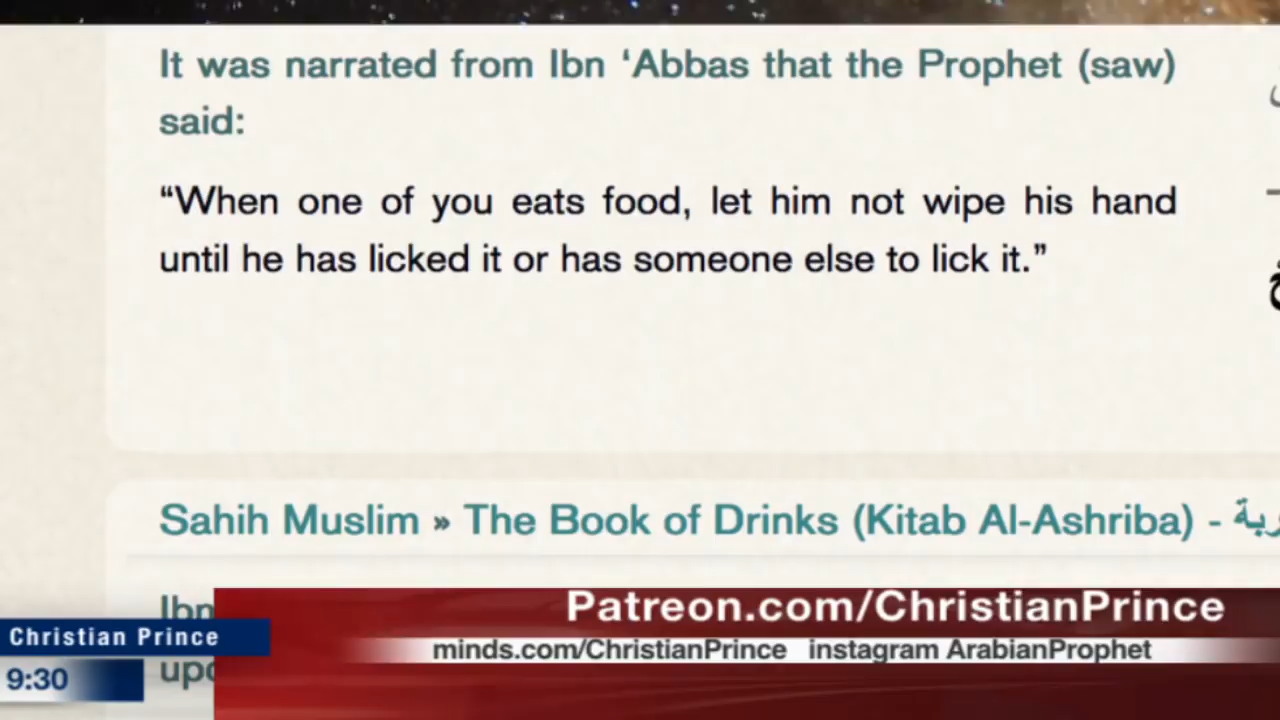 It was narrated from Ibn ‘Abbas that the Prophet (saw)
said:
“When one of you eats food, let him not wipe his hand
until he has licked it or has someone else to lick it.”
Sahih Muslim » The Book of Drinks (Kitab Al-Ashriba) -
Ibn
Patreon.com/ChristianPrince
Christian Prince
minds.com/ChristianPrince instagram ArabianProphet
9:30